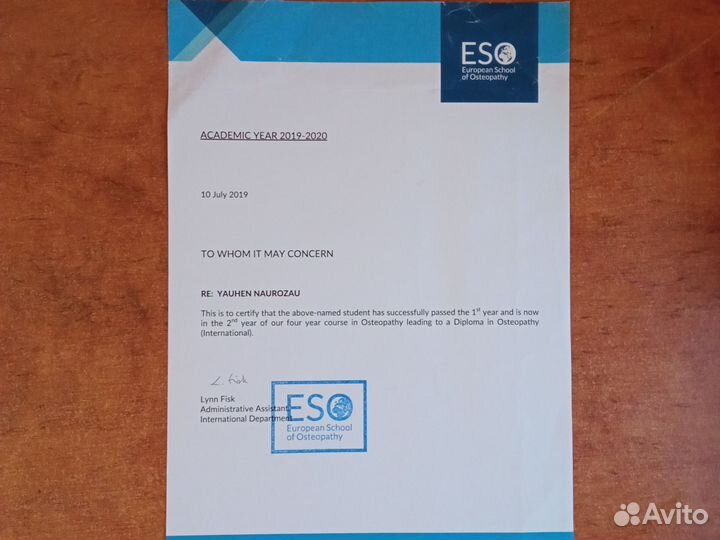 ESO
European School
of Osteopathy
ACADEMIC YEAR 2019-2020
10 July 2019
TO WHOM IT MAY CONCERN
RE: YAUHEN NAUROZAU
This is to certify that the above-named student has successfully passed the 1st year and is now
in the 2nd year of our four year course in Osteopathy leading to a Diploma in Osteopathy
(International).
L. Fisk
Lynn Fisk
Administrative Assistant
International Department
ESO
European School
of Osteopathy
Avito